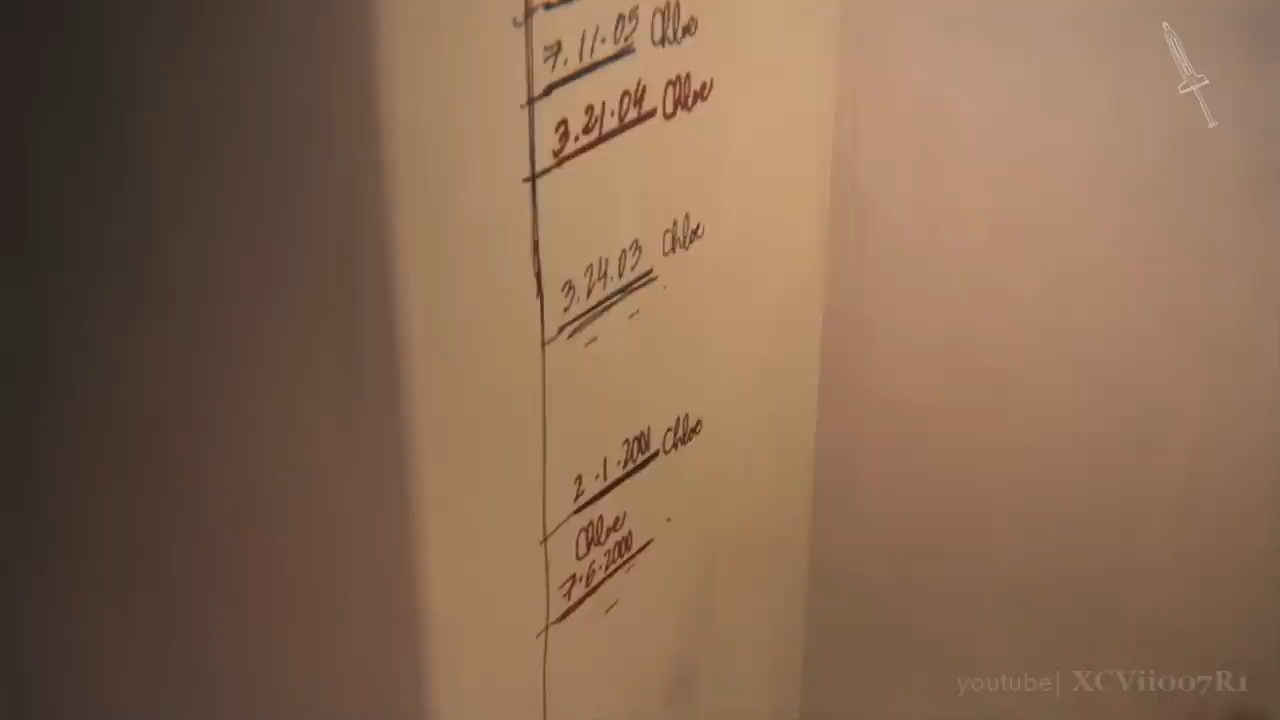 7.11.05 Chloe
3.21.04 Chloe
3.24.03 Chloe
2.1.2001 Chloe
Chloe
7.6.2000
youtube| XCVii007R1